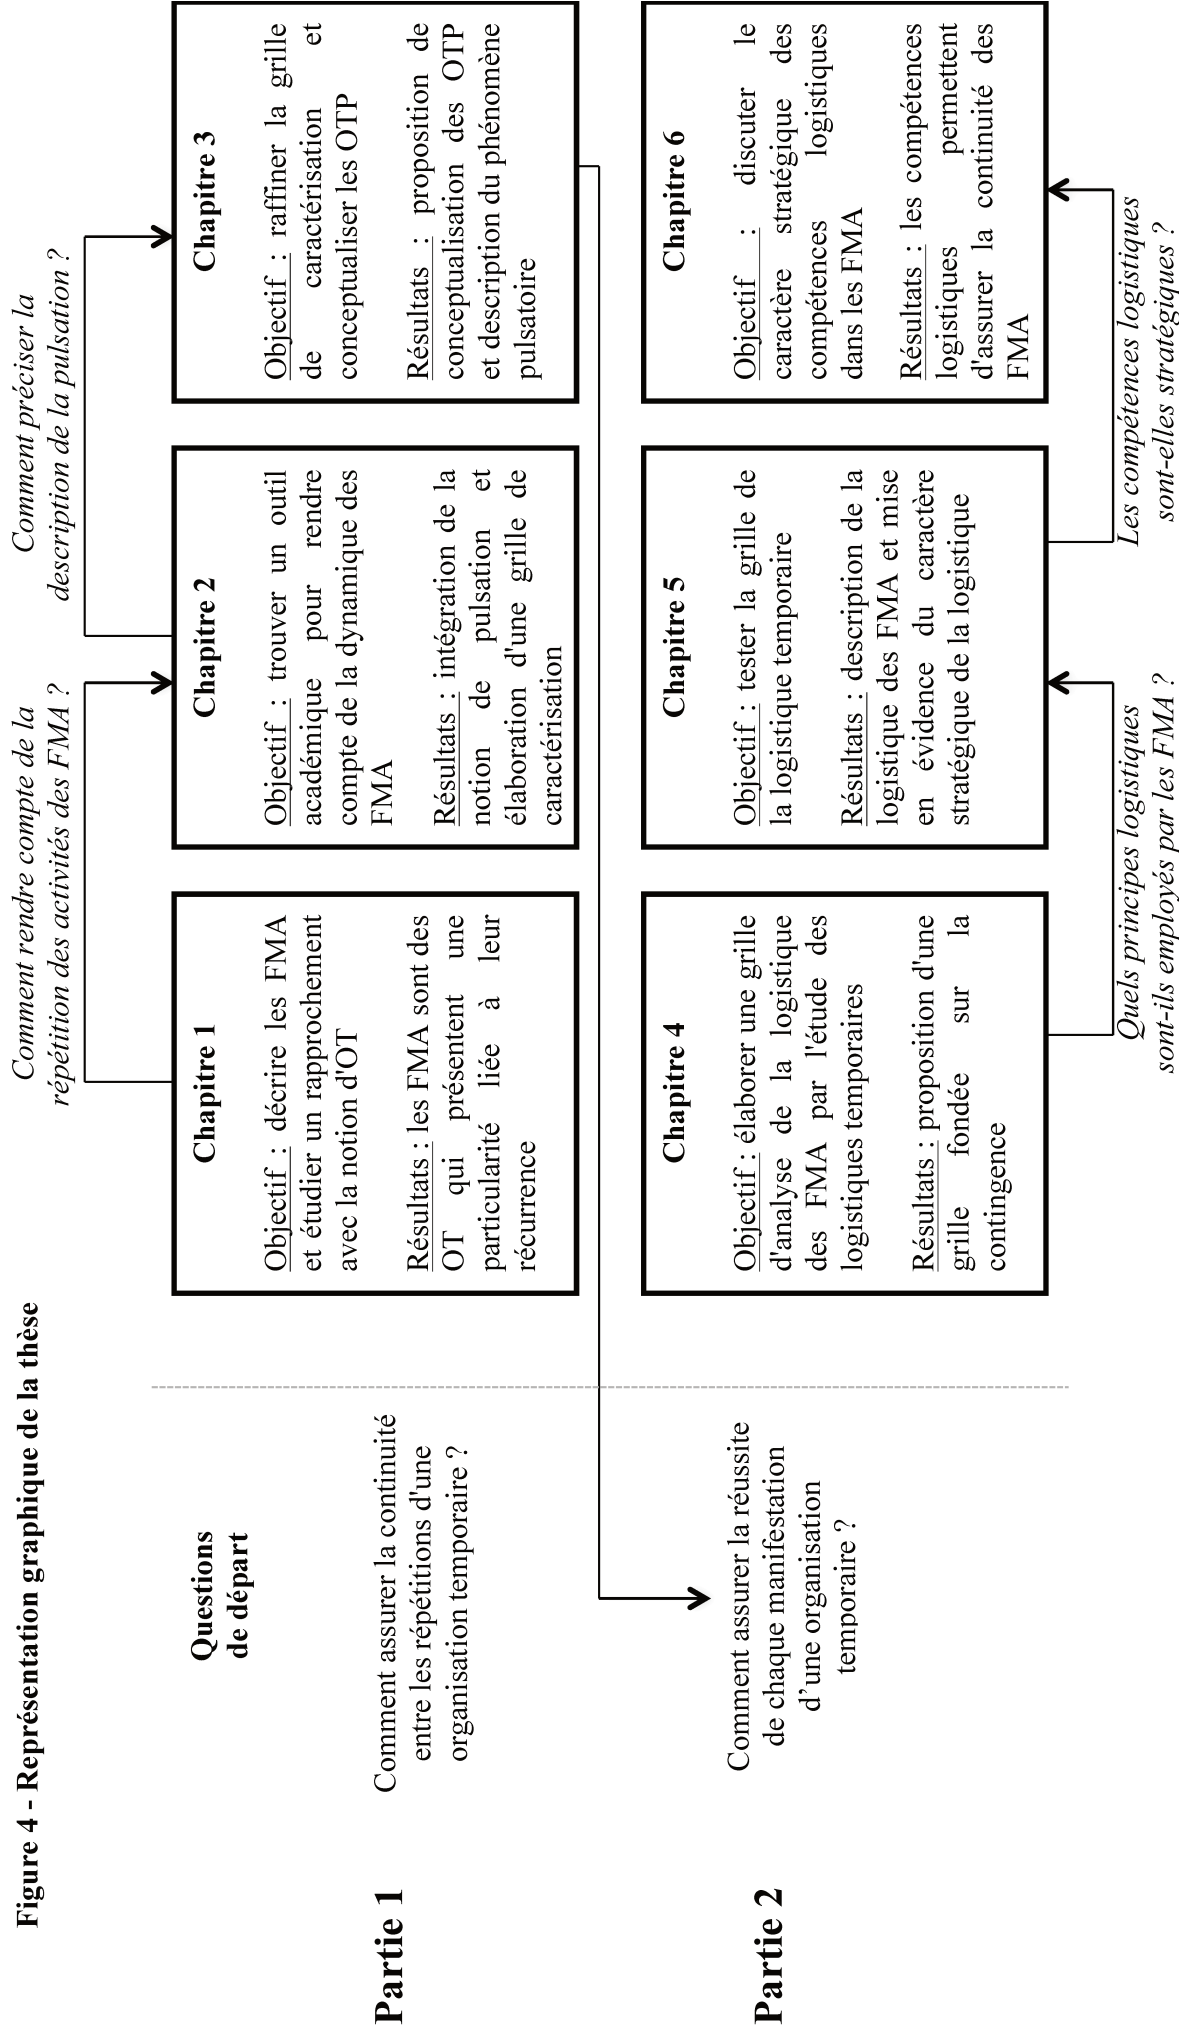 Figure 4 - Représentation graphique de la thèse
Comment rendre compte de la
répétition des activités des FMA ?
Comment préciser la
description de la pulsation ?
Questions
de départ
Partie 1
Comment assurer la continuité
entre les répétitions d'une
organisation temporaire ?
Chapitre 1
Objectif : décrire les FMA
et étudier un rapprochement
avec la notion d'OT
Résultats : les FMA sont des
OT qui présentent une
particularité liée à leur
récurrence
Chapitre 2
Objectif : trouver un outil
académique pour rendre
compte de la dynamique des
FMA
Résultats : intégration de la
notion de pulsation et
élaboration d'une grille de
caractérisation
Chapitre 3
Objectif : raffiner la grille
de caractérisation et
conceptualiser les OTP
Résultats : proposition de
conceptualisation des OTP
et description du phénomène
pulsatoire
Partie 2
Comment assurer la réussite
de chaque manifestation
d’une organisation
temporaire ?
Chapitre 4
Objectif : élaborer une grille
d'analyse de la logistique
des FMA par l'étude des
logistiques temporaires
Résultats : proposition d'une
grille fondée sur la
contingence
Chapitre 5
Objectif : tester la grille de
la logistique temporaire
Résultats : description de la
logistique des FMA et mise
en évidence du caractère
stratégique de la logistique
Chapitre 6
Objectif : discuter le
caractère stratégique des
compétences logistiques
dans les FMA
Résultats : les compétences
logistiques permettent
d'assurer la continuité des
FMA
Quels principes logistiques
sont-ils employés par les FMA ?
Les compétences logistiques
sont-elles stratégiques ?